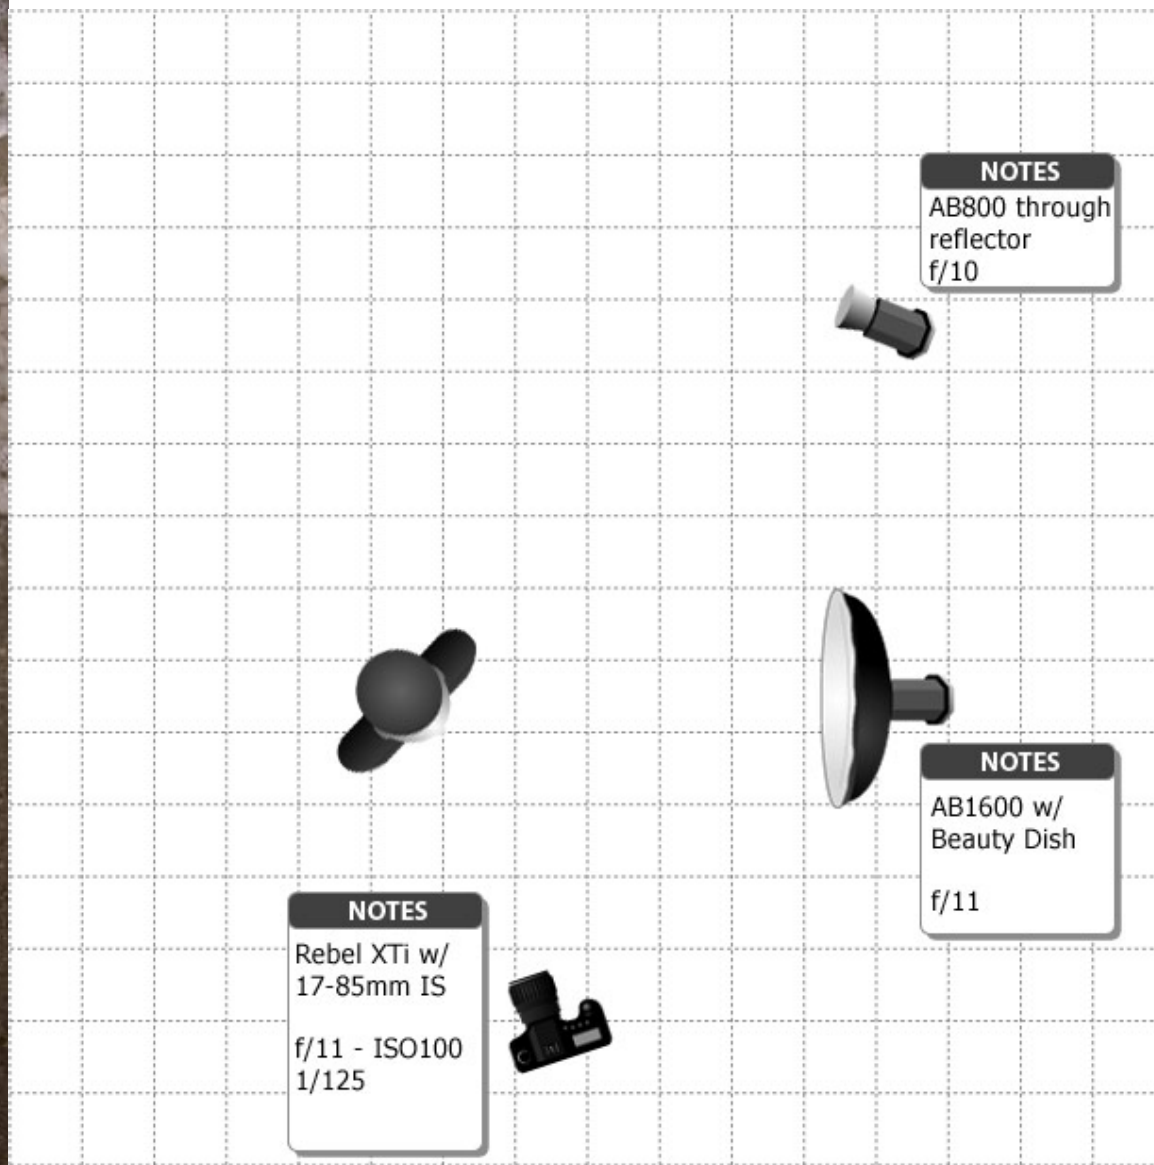 NOTES
AB800 through
reflector
f/10
NOTES
AB1600 w/
Beauty Dish
f/11
NOTES
Rebel XTi w/
17-85mm IS
f/11 - ISO100
1/125